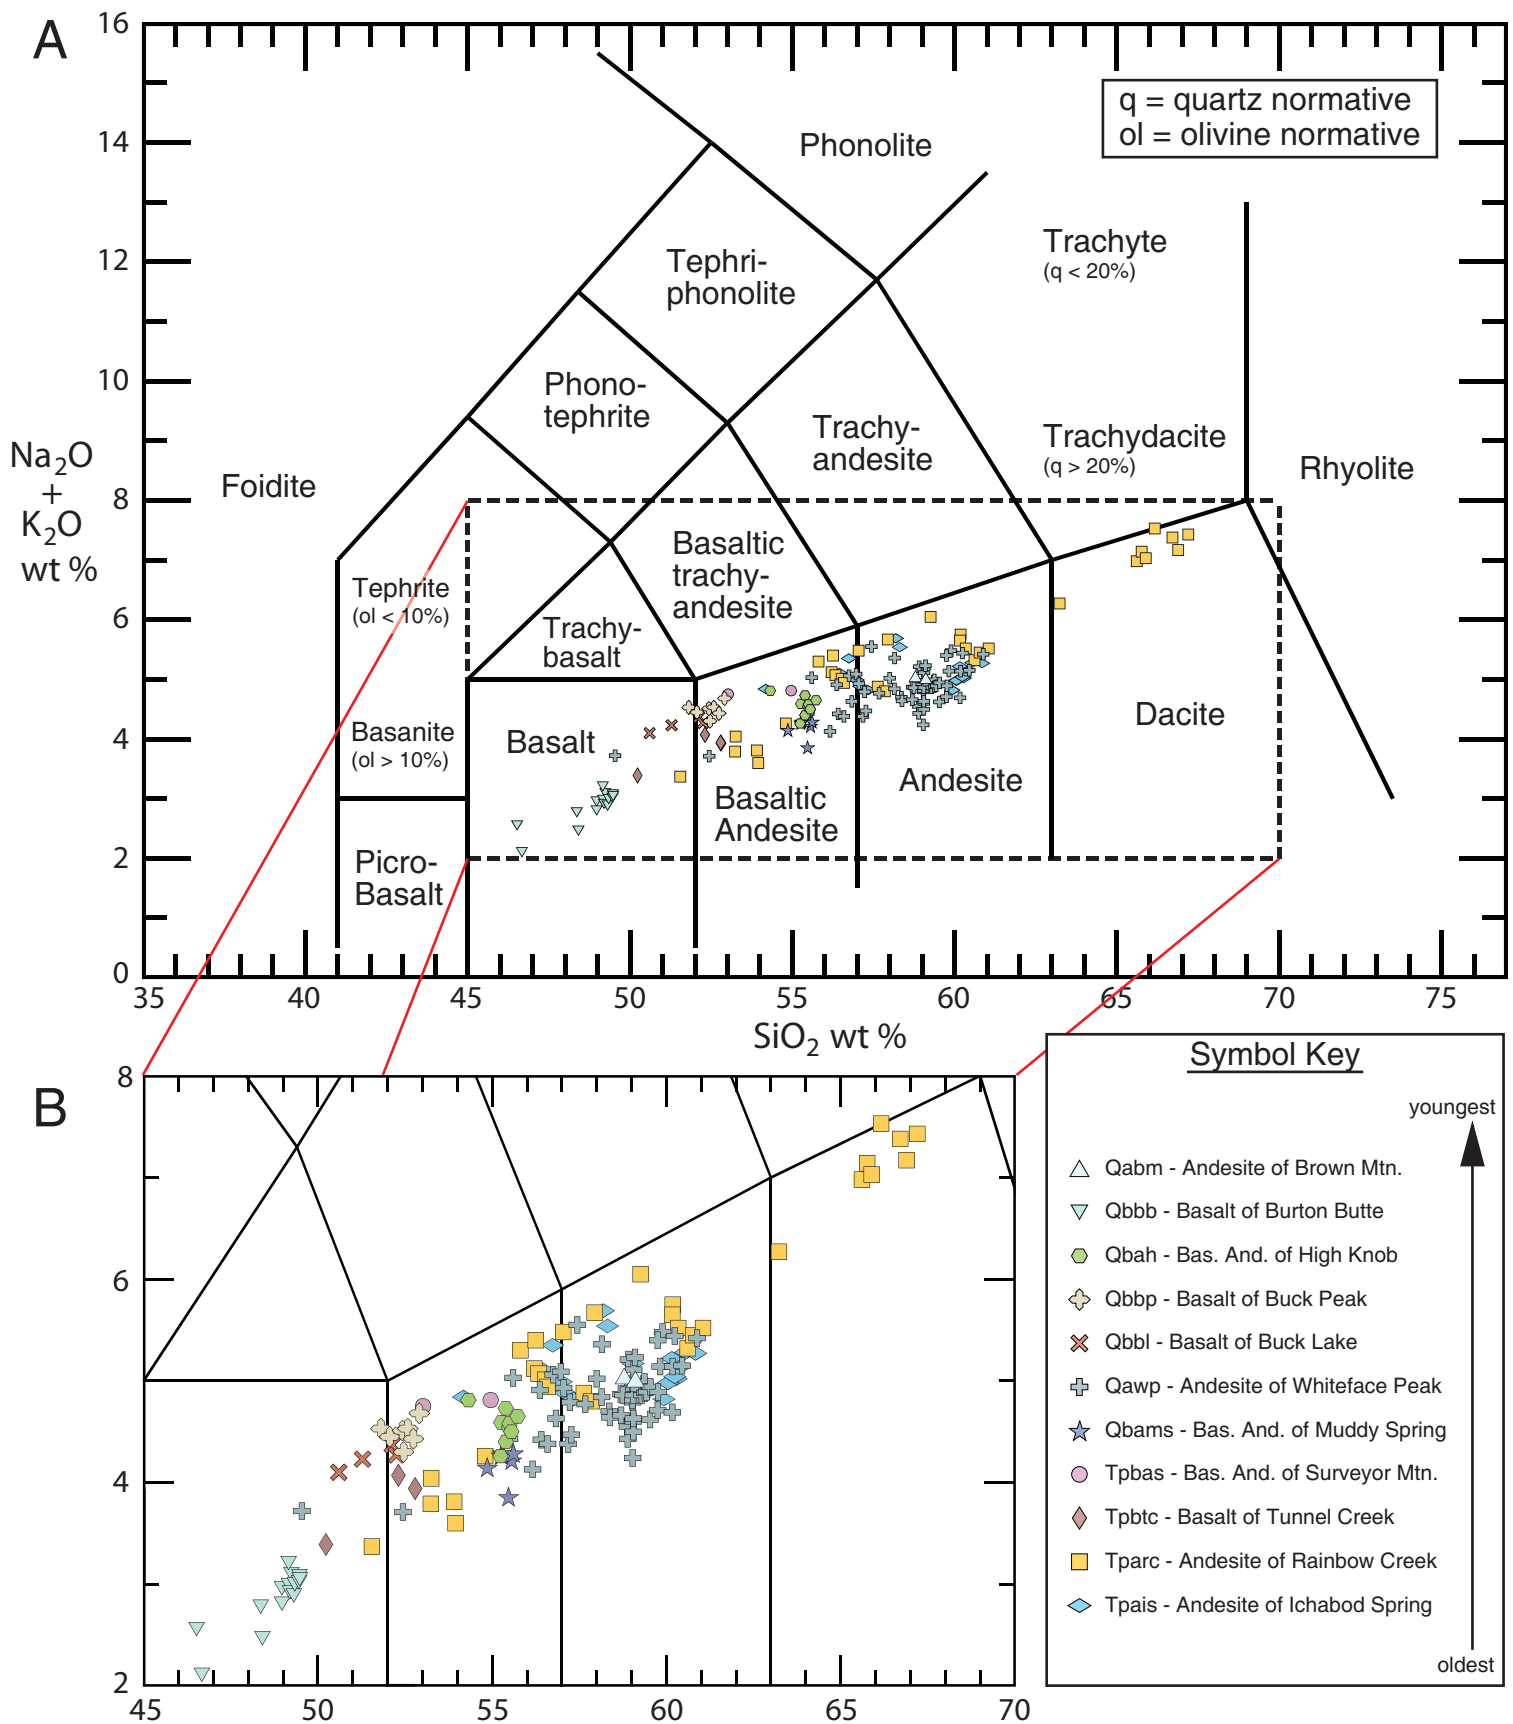 A
16
14
12
10
8
6
4
2
0
Na2O
+
K2O
wt %
q = quartz normative
ol = olivine normative
Phonolite
Trachyte
(q < 20%)
Tephri-
phonolite
Phono-
tephrite
Trachy-
andesite
Trachydacite
(q > 20%)
Rhyolite
Foidite
Basaltic
trachy-
andesite
Tephrite
(ol < 10%)
Trachy-
basalt
Basanite
(ol > 10%)
Basalt
Dacite
Andesite
Basaltic
Andesite
Picro-
Basalt
35 40 45 50 55 60 65 70 75
SiO2 wt %
B
8
6
4
2
45 50 55 60 65 70
Symbol Key
youngest
Qabm - Andesite of Brown Mtn.
Qbbb - Basalt of Burton Butte
Qbah - Bas. And. of High Knob
Qbbp - Basalt of Buck Peak
Qbbl - Basalt of Buck Lake
Qawp - Andesite of Whiteface Peak
Qbams - Bas. And. of Muddy Spring
Tpbas - Bas. And. of Surveyor Mtn.
Tpbtc - Basalt of Tunnel Creek
Tparc - Andesite of Rainbow Creek
Tpais - Andesite of Ichabod Spring
oldest